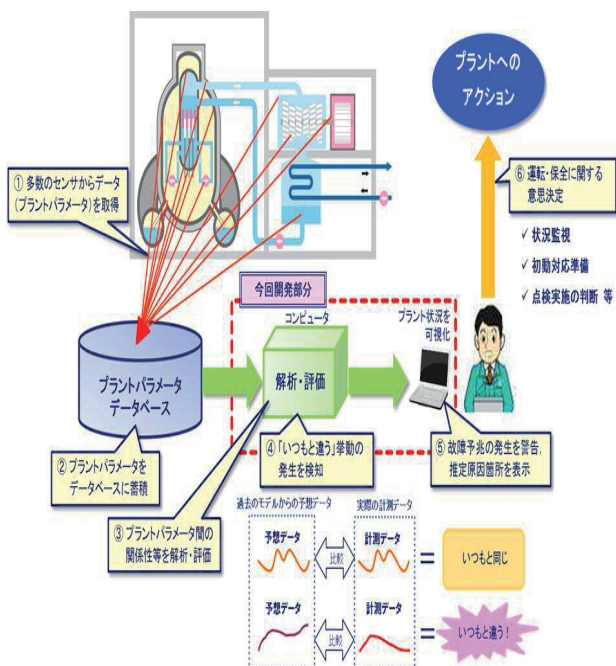 プラントへの
アクション
① 多数のセンサからデータ
(プラントパラメータ)を取得
⑥ 運転・保全に関する
意思決定
✓ 状況監視
✓ 初動対応準備
✓ 点検実施の判断 等
今回開発部分
コンピュータ
プラント状況を
可視化
プラントパラメータ
データベース
解析・評価
② プラントパラメータを
データベースに蓄積
④ 「いつもと違う」挙動の
発生を検知
⑤ 故障予兆の発生を警告,
推定原因箇所を表示
③ プラントパラメータ間の
関係性等を解析・評価
過去のモデルからの予想データ
実際の計測データ
予想データ
比較
計測データ
=
いつもと同じ
予想データ
比較
計測データ
=
いつもと違う!